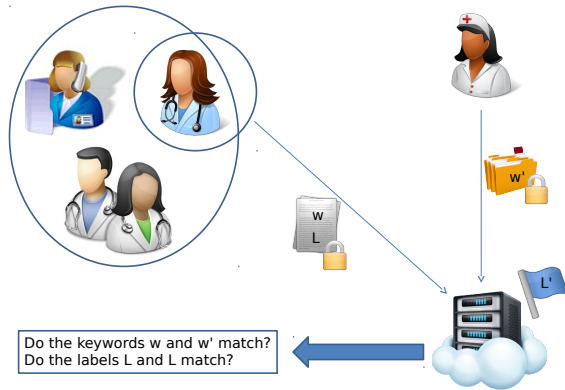 w'
w
L
L'
Do the keywords w and w' match?
Do the labels L and L match?